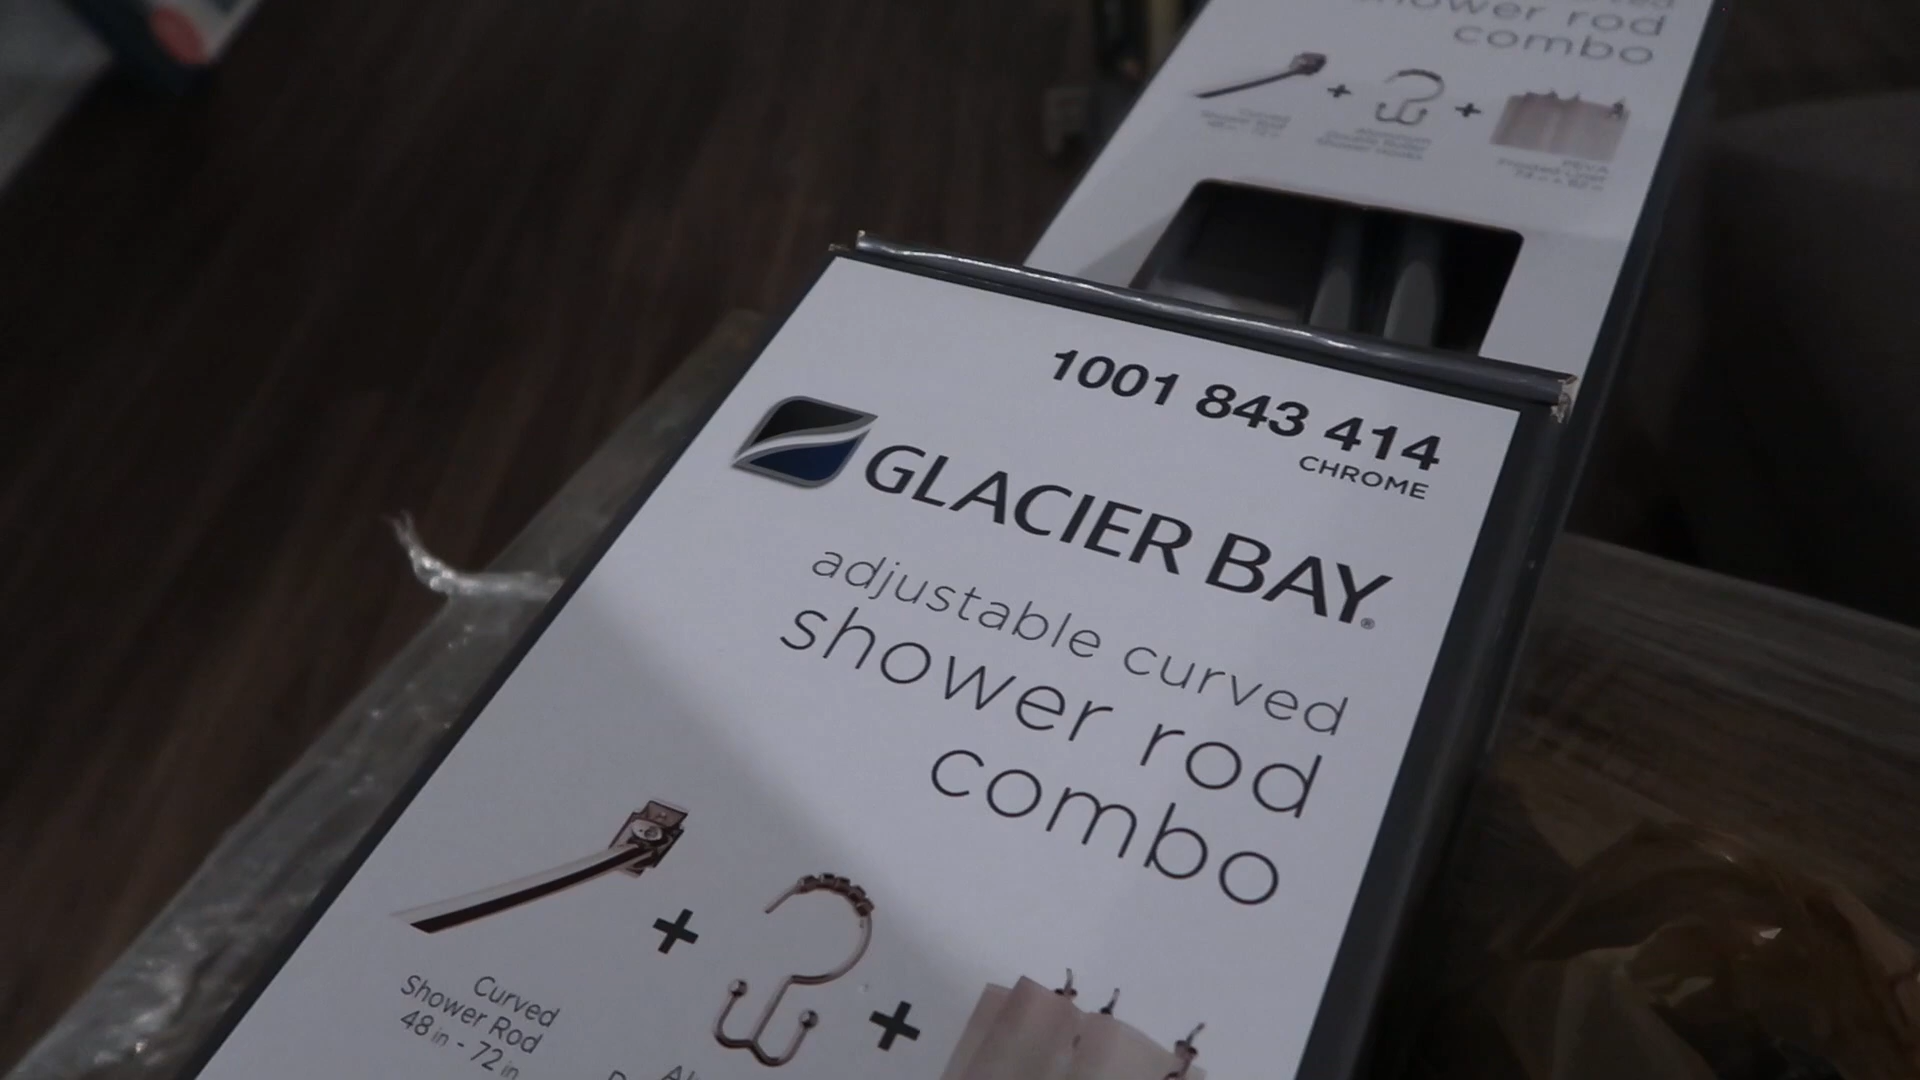 shower rod
combo
1001 843 414
CHROME
GLACIER BAY®
adjustable curved
shower rod
combo
+
+
Curved
Shower Rod
48 in - 72 in
+
+